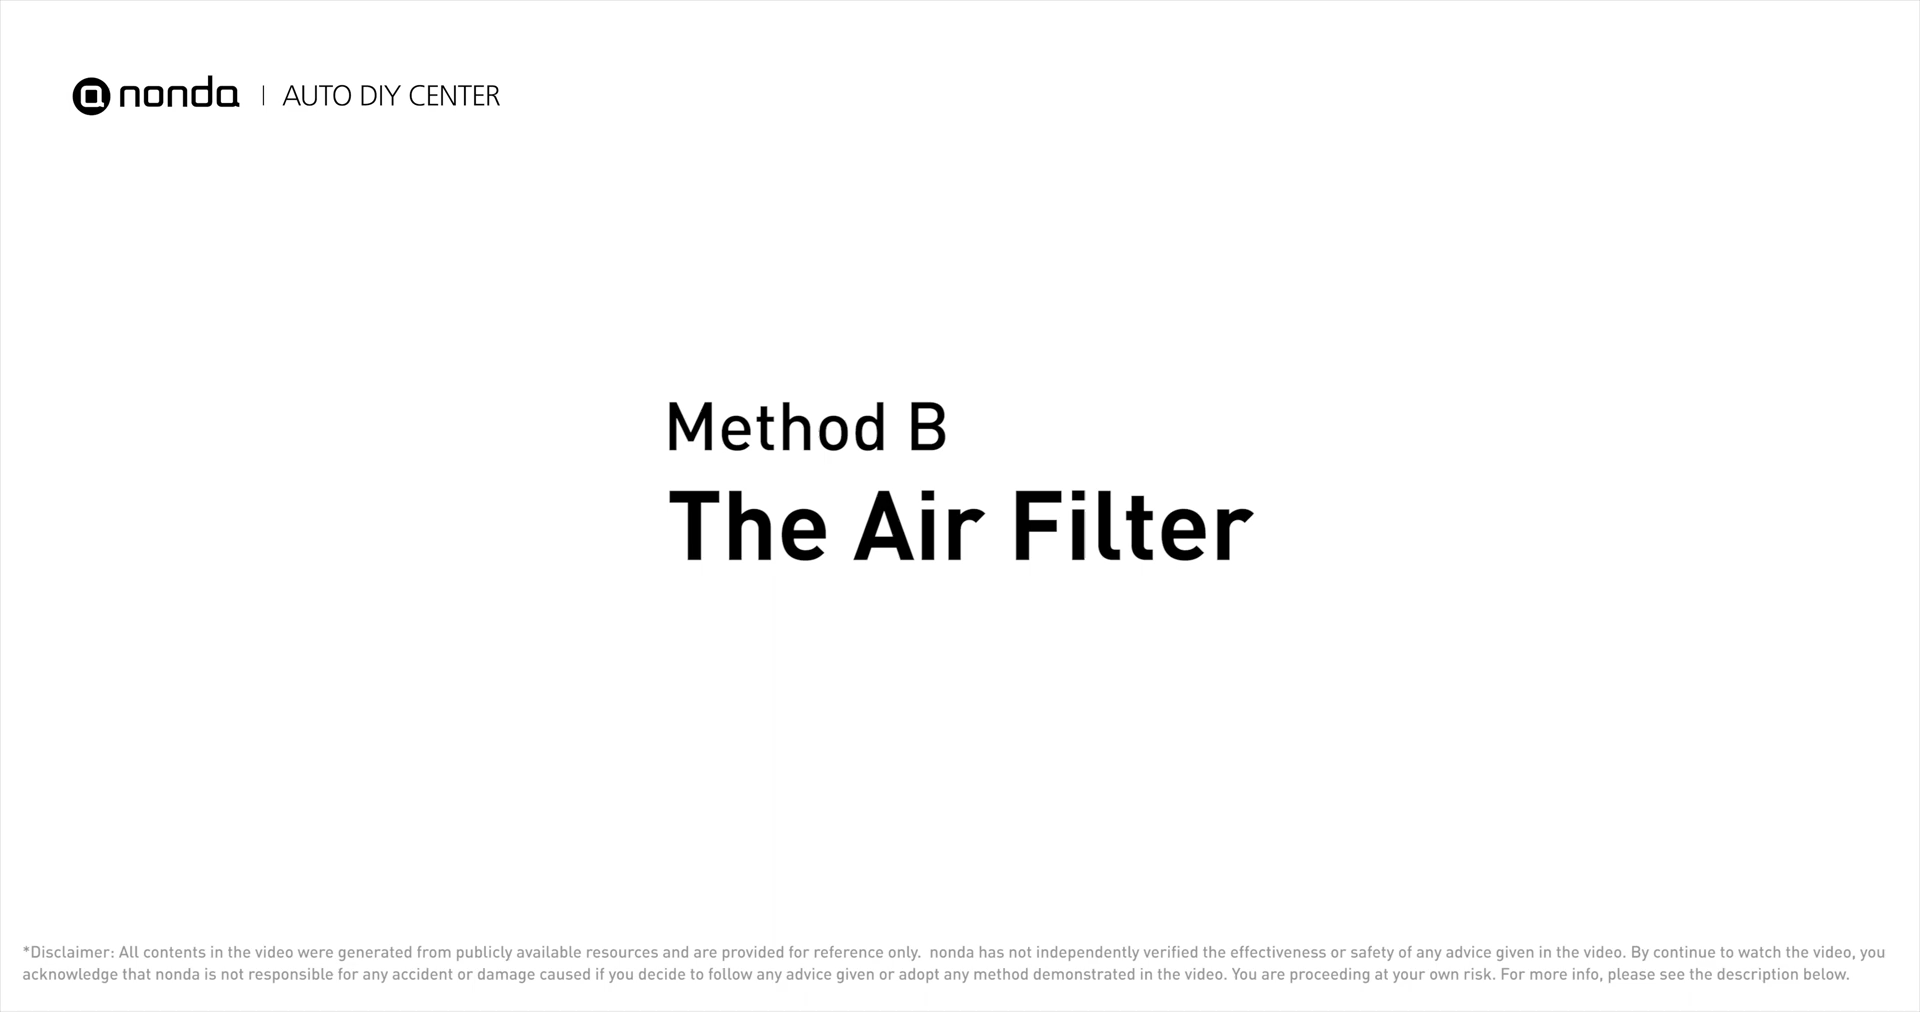 nonda | AUTO DIY CENTER
Method B
The Air Filter
*Disclaimer: All contents in the video were generated from publicly available resources and are provided for reference only.  nonda has not independently verified the effectiveness or safety of any advice given in the video. By continue to watch the video, you
acknowledge that nonda is not responsible for any accident or damage caused if you decide to follow any advice given or adopt any method demonstrated in the video. You are proceeding at your own risk. For more info, please see the description below.